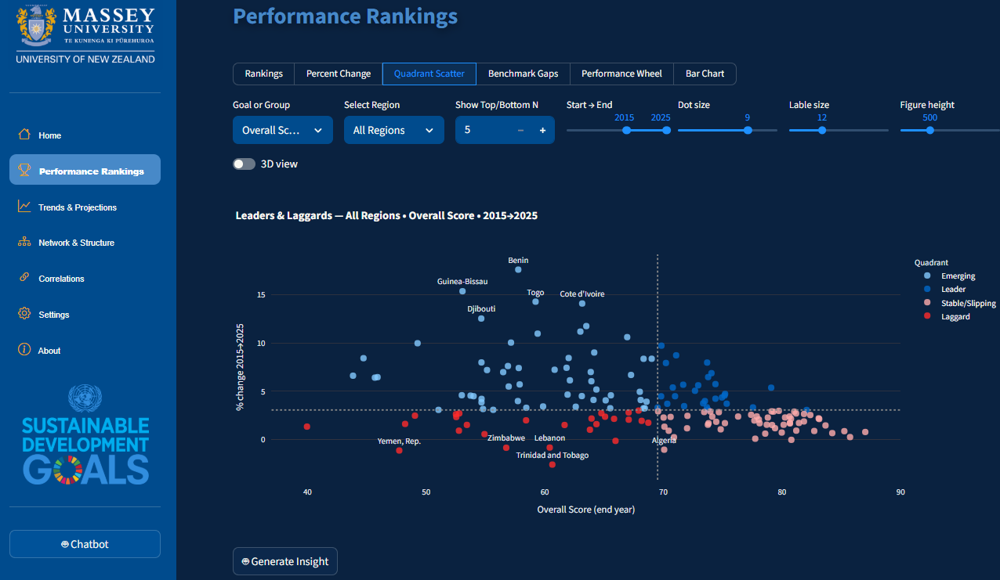 MASSEY
UNIVERSITY
TE KUNENGA KI PŪREHUROA
UNIVERSITY OF NEW ZEALAND
Home
Performance Rankings
Trends & Projections
Network & Structure
Correlations
Settings
About
SUSTAINABLE
DEVELOPMENT
GOALS
Chatbot
Performance Rankings
Rankings Percent Change Quadrant Scatter Benchmark Gaps Performance Wheel Bar Chart
Goal or Group Select Region Show Top/Bottom N Start → End Dot size Lable size Figure height
2015 2025 9 12 500
Overall Sc... All Regions 5 − +
3D view
Leaders & Laggards — All Regions • Overall Score • 2015→2025
Quadrant
Emerging
Leader
Stable/Slipping
Laggard
% change 2015→2025
15
10
5
0
Benin
Guinea-Bissau
Togo
Cote d'Ivoire
Djibouti
Yemen, Rep.
Zimbabwe
Lebanon
Algeria
Trinidad and Tobago
40 50 60 70 80 90
Overall Score (end year)
Generate Insight